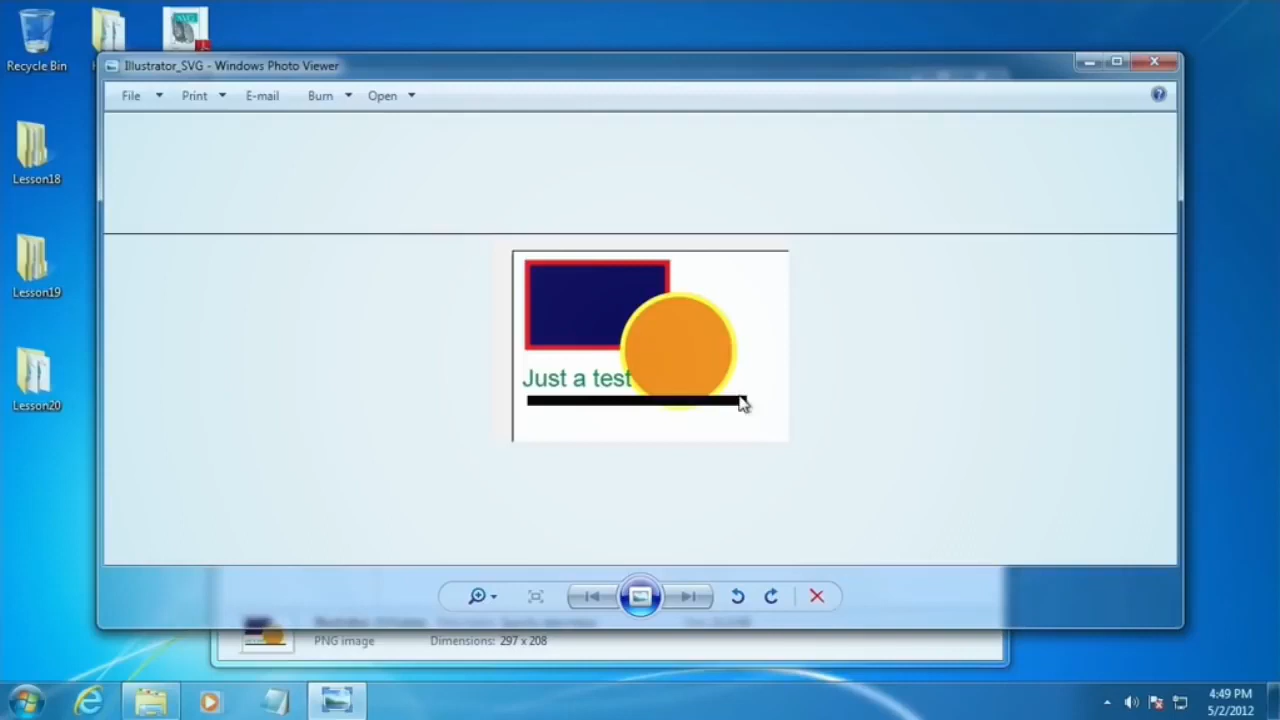 SVG
Recycle Bin
Illustrator_SVG - Windows Photo Viewer
File Print E-mail Burn Open
Lesson18
Lesson19
Just a test
Lesson20
PNG image Dimensions: 297 x 208
4:49 PM
5/2/2012